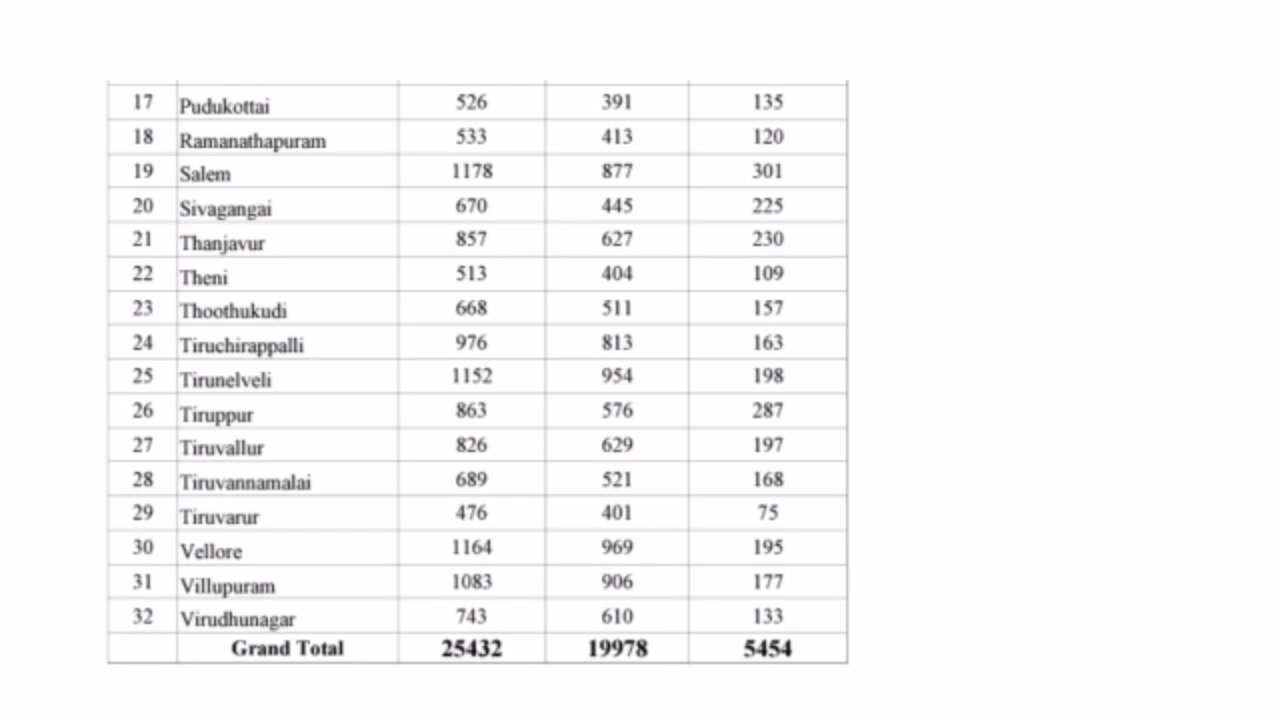 17 Pudukottai 526 391 135
18 Ramanathapuram 533 413 120
19 Salem 1178 877 301
20 Sivagangai 670 445 225
21 Thanjavur 857 627 230
22 Theni 513 404 109
23 Thoothukudi 668 511 157
24 Tiruchirappalli 976 813 163
25 Tirunelveli 1152 954 198
26 Tiruppur 863 576 287
27 Tiruvallur 826 629 197
28 Tiruvannamalai 689 521 168
29 Tiruvarur 476 401 75
30 Vellore 1164 969 195
31 Villupuram 1083 906 177
32 Virudhunagar 743 610 133
Grand Total 25432 19978 5454